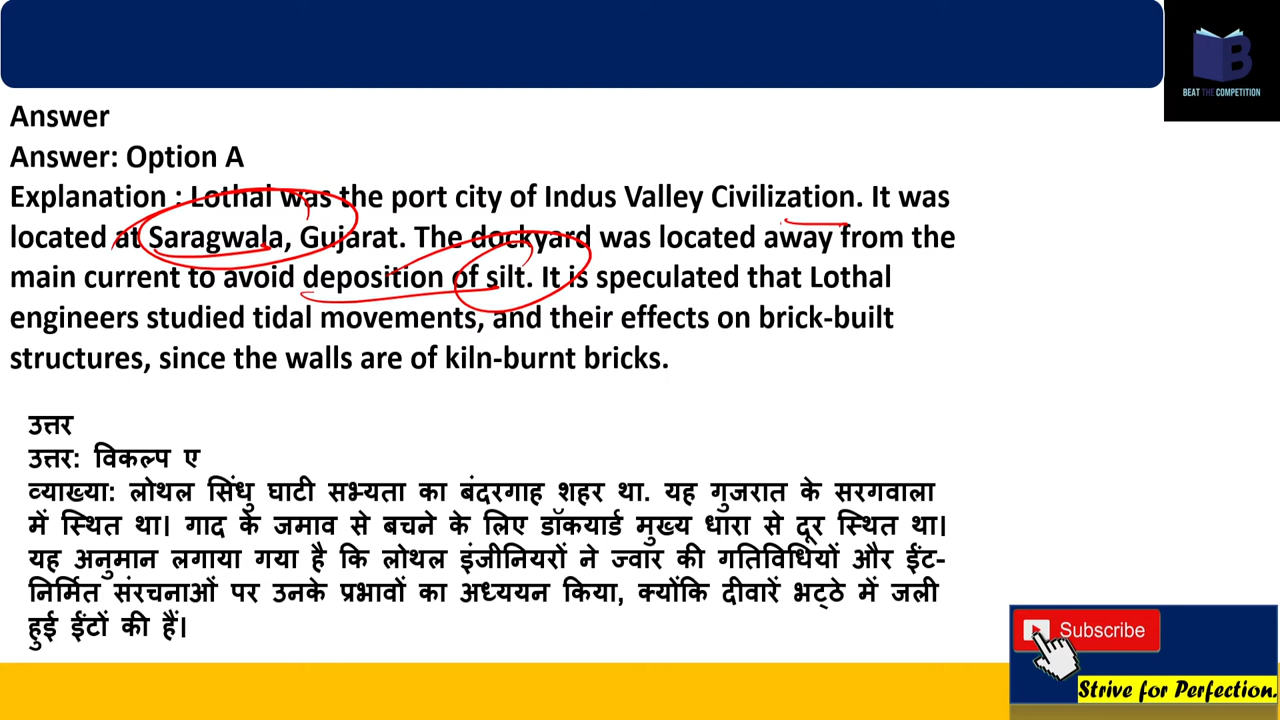 BEAT THE COMPETITION
Answer
Answer: Option A
Explanation : Lothal was the port city of Indus Valley Civilization. It was
located at Saragwala, Gujarat. The dockyard was located away from the
main current to avoid deposition of silt. It is speculated that Lothal
engineers studied tidal movements, and their effects on brick-built
structures, since the walls are of kiln-burnt bricks.
उत्तर
उत्तर: विकल्प ए
व्याख्या: लोथल सिंधु घाटी सभ्यता का बंदरगाह शहर था. यह गुजरात के सरगवाला
में स्थित था। गाद के जमाव से बचने के लिए डॉकयार्ड मुख्य धारा से दूर स्थित था।
यह अनुमान लगाया गया है कि लोथल इंजीनियरों ने ज्वार की गतिविधियों और ईंट-
निर्मित संरचनाओं पर उनके प्रभावों का अध्ययन किया, क्योंकि दीवारें भट्ठे में जली
हुई ईंटों की हैं।
Subscribe
Strive for Perfection.